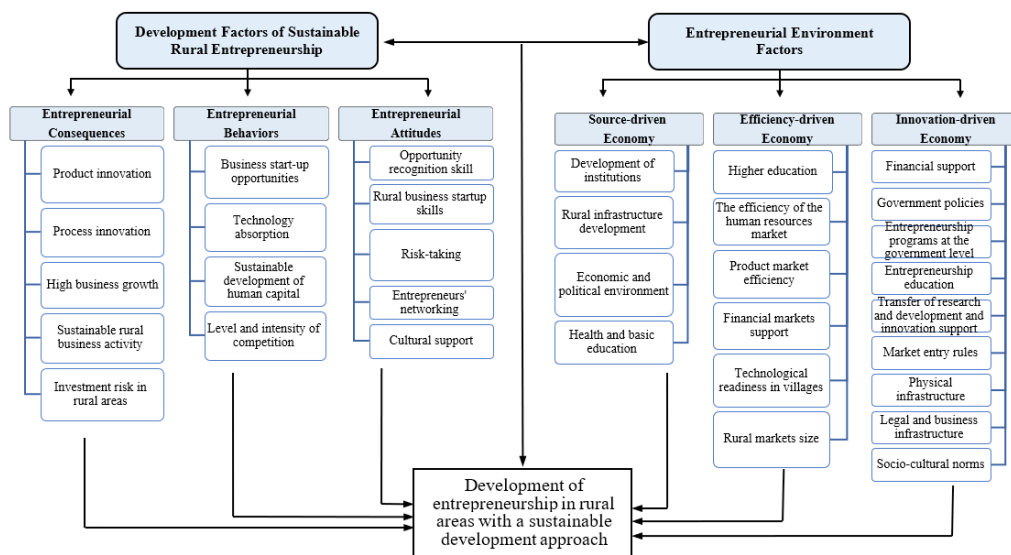 Development Factors of Sustainable
Rural Entrepreneurship
Entrepreneurial Environment
Factors
Entrepreneurial
Consequences
Product innovation
Process innovation
High business growth
Sustainable rural
business activity
Investment risk in
rural areas
Entrepreneurial
Behaviors
Business start-up
opportunities
Technology
absorption
Sustainable
development of
human capital
Level and intensity of
competition
Entrepreneurial
Attitudes
Opportunity
recognition skill
Rural business startup
skills
Risk-taking
Entrepreneurs'
networking
Cultural support
Source-driven
Economy
Development of
institutions
Rural infrastructure
development
Economic and
political environment
Health and basic
education
Efficiency-driven
Economy
Higher education
The efficiency of the
human resources
market
Product market
efficiency
Financial markets
support
Technological
readiness in villages
Rural markets size
Innovation-driven
Economy
Financial support
Government policies
Entrepreneurship
programs at the
government level
Entrepreneurship
education
Transfer of research
and development and
innovation support
Market entry rules
Physical
infrastructure
Legal and business
infrastructure
Socio-cultural norms
Development of
entrepreneurship in rural
areas with a sustainable
development approach